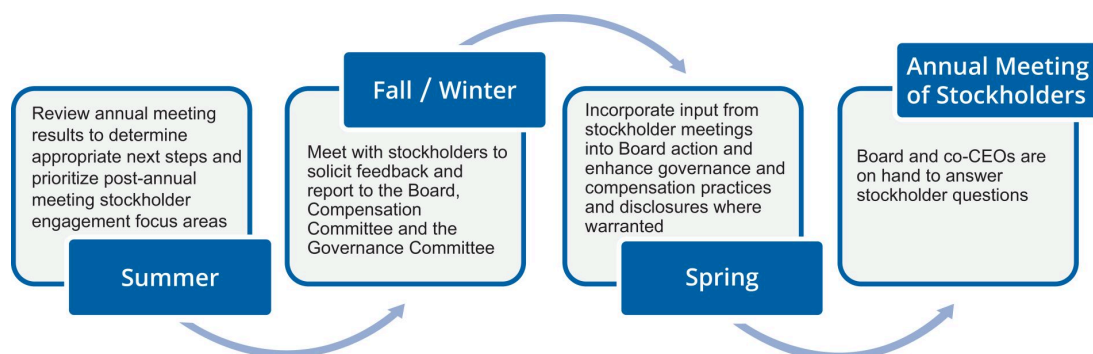 Review annual meeting
results to determine
appropriate next steps and
prioritize post-annual
meeting stockholder
engagement focus areas
Summer
Fall / Winter
Meet with stockholders to
solicit feedback and
report to the Board,
Compensation
Committee and the
Governance Committee
Incorporate input from
stockholder meetings
into Board action and
enhance governance and
compensation practices
and disclosures where
warranted
Spring
Annual Meeting
of Stockholders
Board and co-CEOs are
on hand to answer
stockholder questions